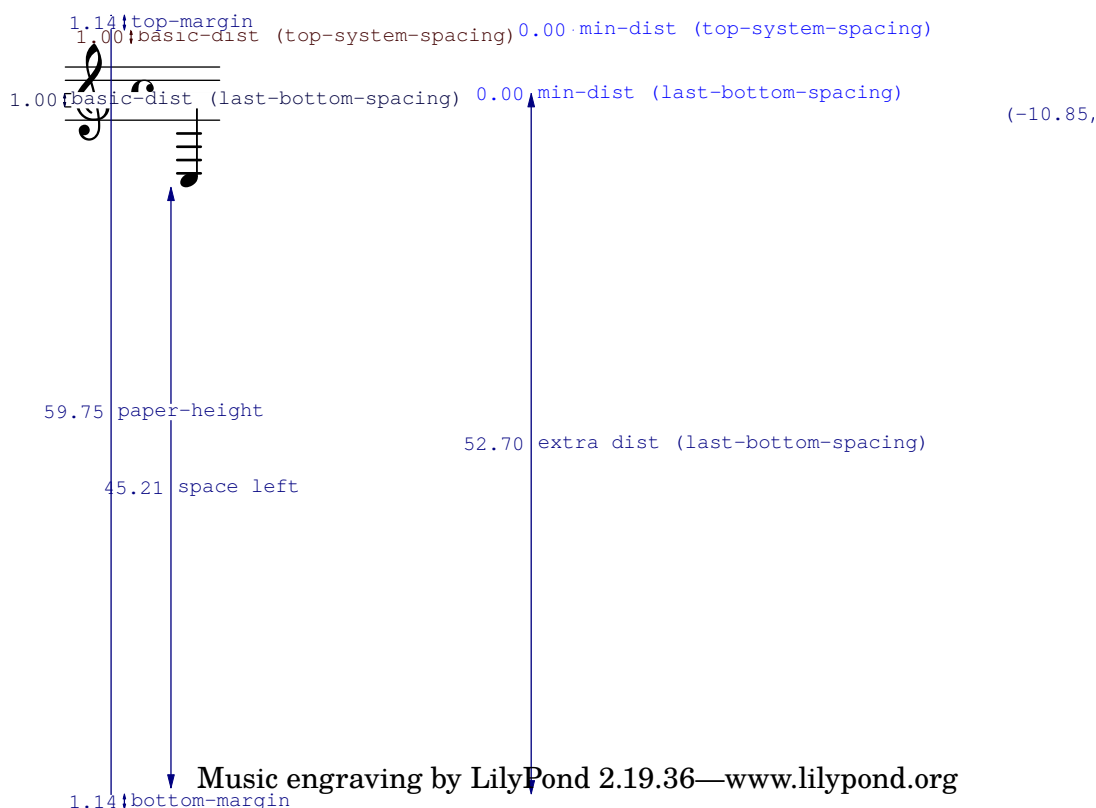 1.14 top-margin
0.00 min-dist (top-system-spacing)
1.00 basic-dist (top-system-spacing)
0.00 min-dist (last-bottom-spacing)
1.00 basic-dist (last-bottom-spacing)
(-10.85,
59.75 paper-height
52.70 extra dist (last-bottom-spacing)
45.21 space left
Music engraving by LilyPond 2.19.36—www.lilypond.org
1.14 bottom-margin